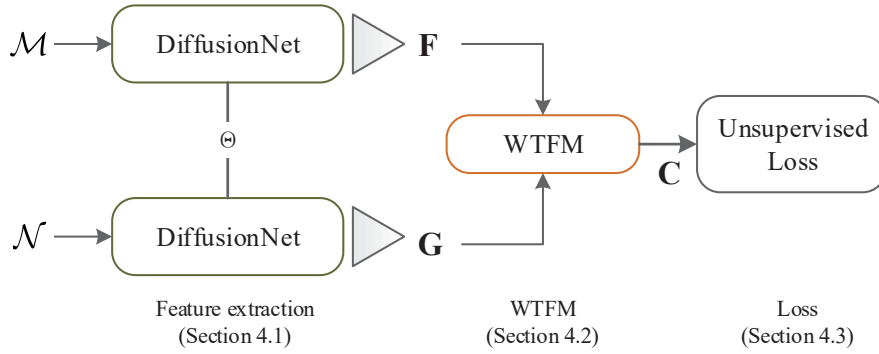 ℳ DiffusionNet F
Θ
WTFM
C
Unsupervised
Loss
𝒩 DiffusionNet G
Feature extraction
(Section 4.1)
WTFM
(Section 4.2)
Loss
(Section 4.3)